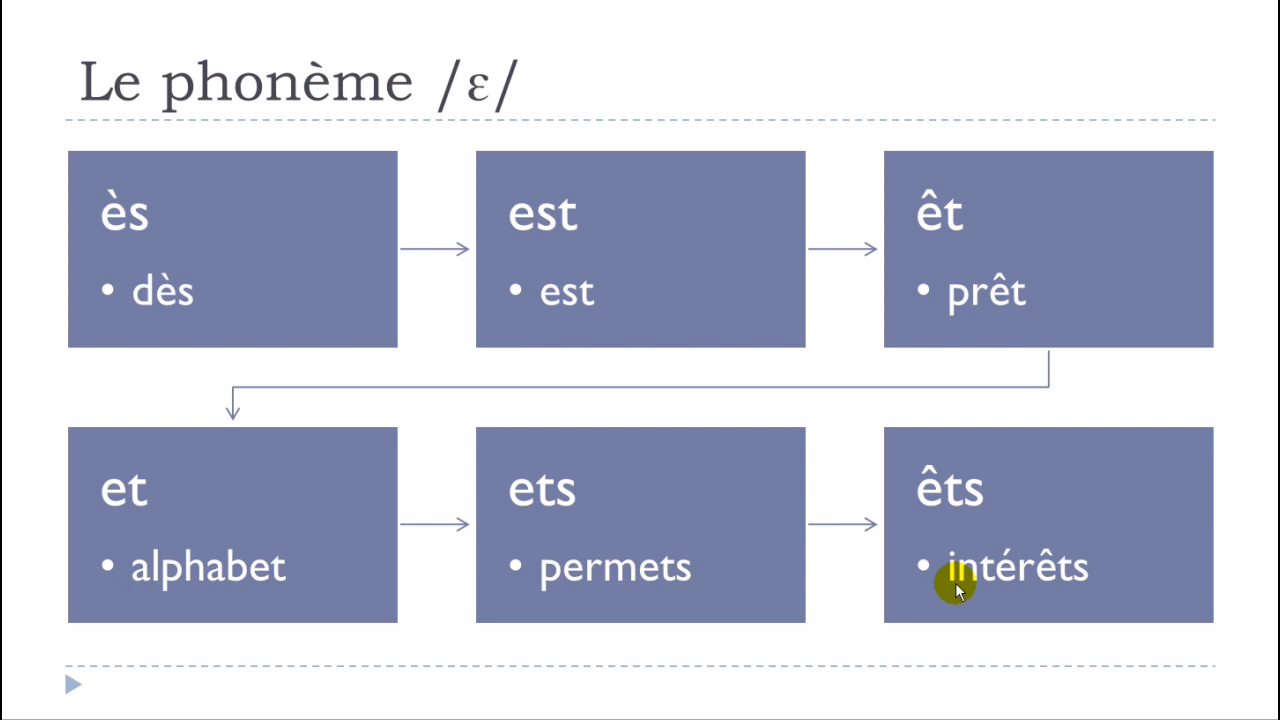 Le phonème /ε/
ès
• dès
est
• est
êt
• prêt
et
• alphabet
ets
• permets
êts
• intérêts